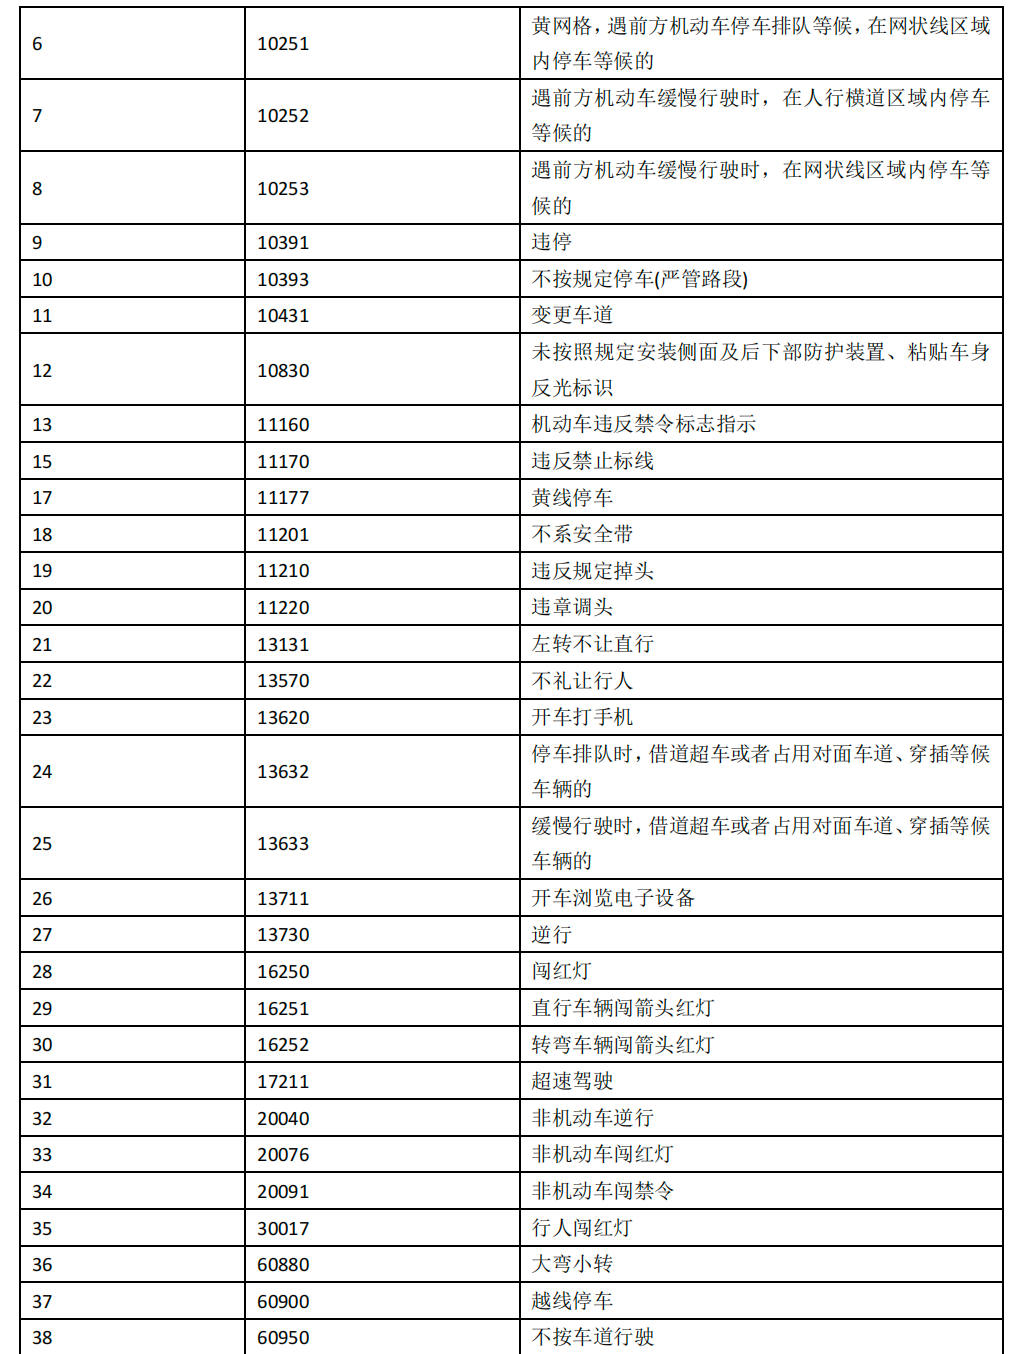 6 10251 黄网格，遇前方机动车停车排队等候，在网状线区域
内停车等候的
7 10252 遇前方机动车缓慢行驶时，在人行横道区域内停车
等候的
8 10253 遇前方机动车缓慢行驶时，在网状线区域内停车等
候的
9 10391 违停
10 10393 不按规定停车(严管路段)
11 10431 变更车道
12 10830 未按照规定安装侧面及后下部防护装置、粘贴车身
反光标识
13 11160 机动车违反禁令标志指示
15 11170 违反禁止标线
17 11177 黄线停车
18 11201 不系安全带
19 11210 违反规定掉头
20 11220 违章调头
21 13131 左转不让直行
22 13570 不礼让行人
23 13620 开车打手机
24 13632 停车排队时，借道超车或者占用对面车道、穿插等候
车辆的
25 13633 缓慢行驶时，借道超车或者占用对面车道、穿插等候
车辆的
26 13711 开车浏览电子设备
27 13730 逆行
28 16250 闯红灯
29 16251 直行车辆闯箭头红灯
30 16252 转弯车辆闯箭头红灯
31 17211 超速驾驶
32 20040 非机动车逆行
33 20076 非机动车闯红灯
34 20091 非机动车闯禁令
35 30017 行人闯红灯
36 60880 大弯小转
37 60900 越线停车
38 60950 不按车道行驶